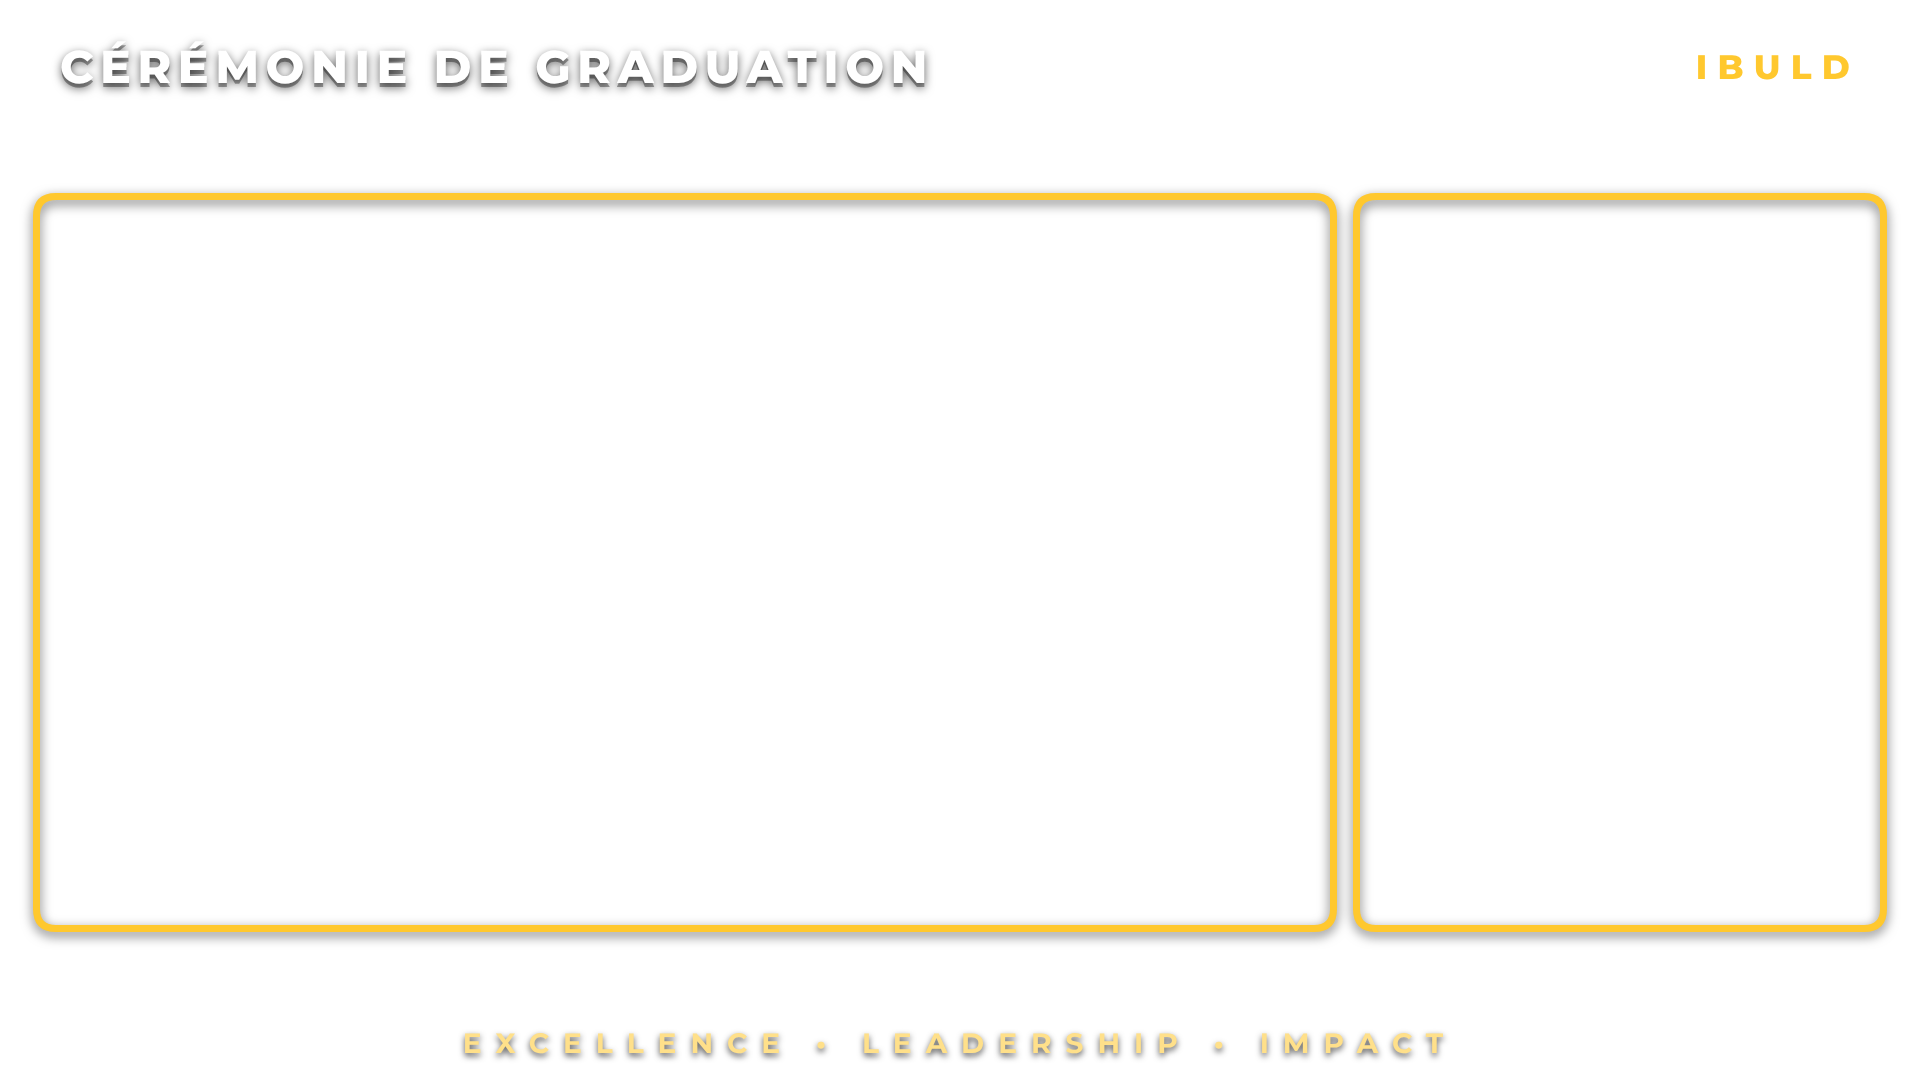 CÉRÉMONIE DE GRADUATION
IBULD
EXCELLENCE • LEADERSHIP • IMPACT